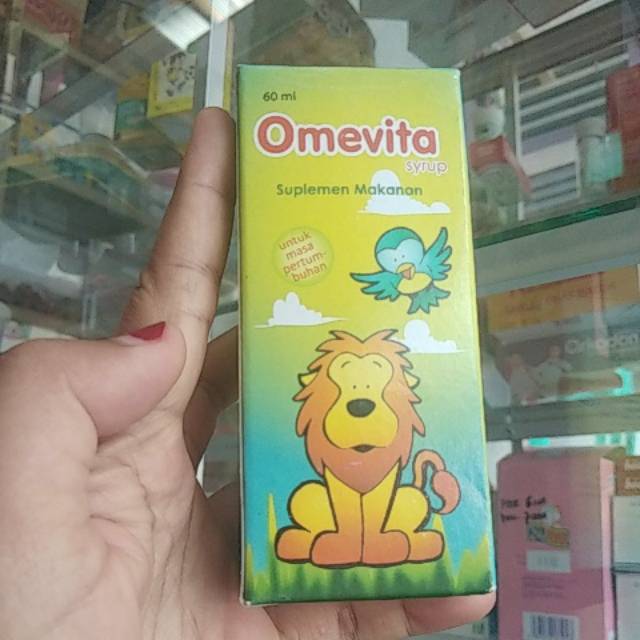 60 ml
Omevita
syrup
Suplemen Makanan
untuk
masa
pertum-
buhan